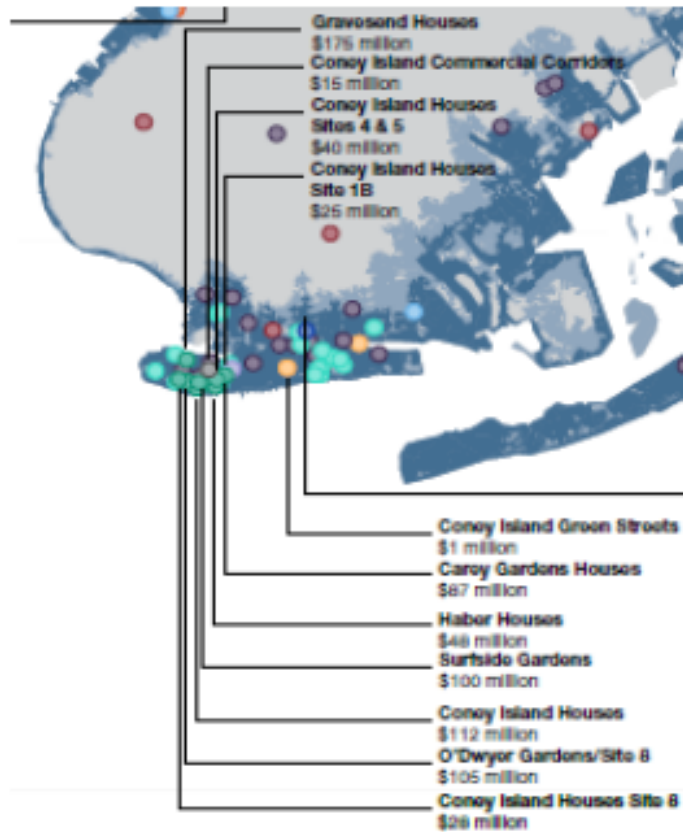 Gravesend Houses
$175 million
Coney Island Commercial Corridors
$15 million
Coney Island Houses
Sites 4 & 5
$40 million
Coney Island Houses
Site 1B
$25 million
Coney Island Green Streets
$1 million
Carey Gardens Houses
$87 million
Haber Houses
$48 million
Surfside Gardens
$100 million
Coney Island Houses
$112 million
O'Dwyer Gardens/Site 8
$105 million
Coney Island Houses Site 8
$28 million